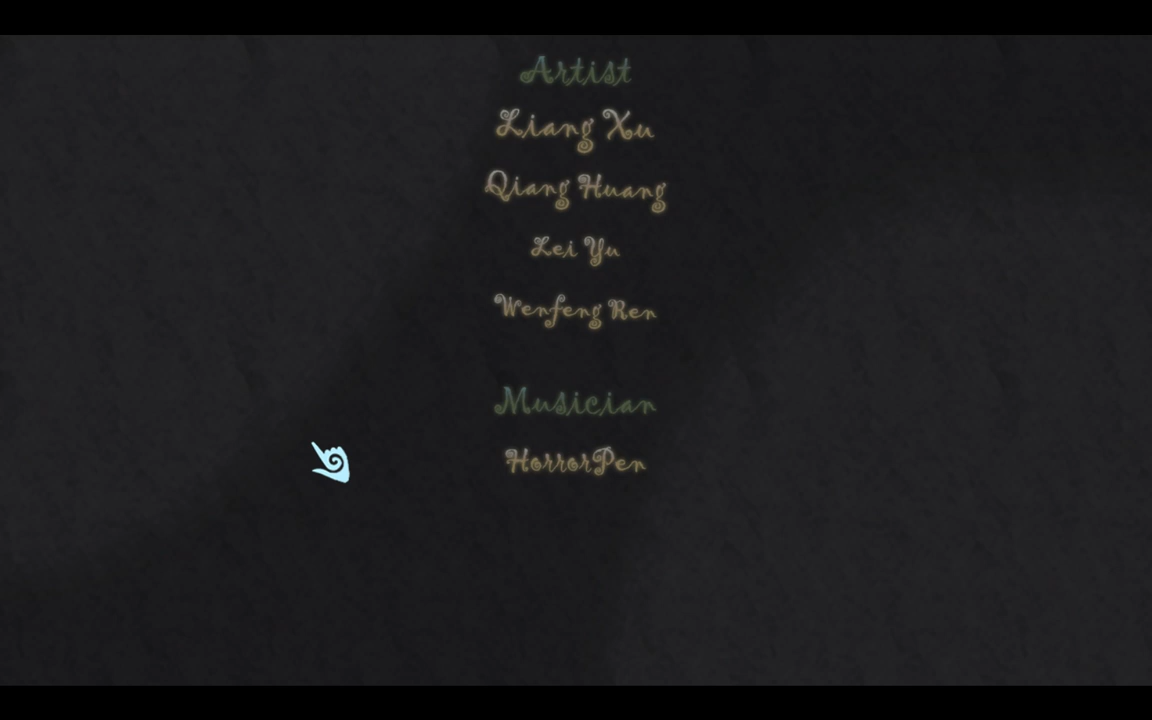 Artist
Liang Xu
Qiang Huang
Lei Yu
Wenfeng Ren
Musician
HorrorPen